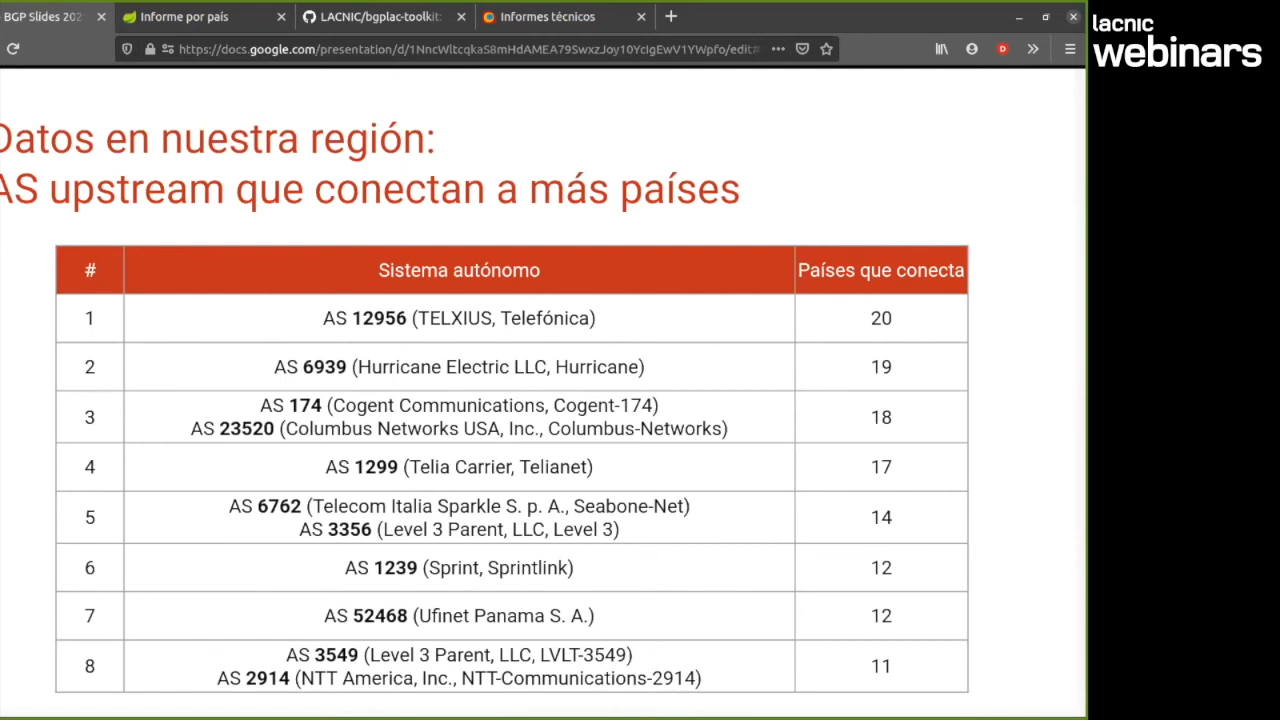 BGP Slides 202
Informe por país
LACNIC/bgplac-toolkit:
Informes técnicos
https://docs.google.com/presentation/d/1NncWltcqkaS8mHdAMEA79SwxzJoy10YcIgEwV1YWpfo/edit#
lacnic
webinars
Datos en nuestra región:
AS upstream que conectan a más países
# Sistema autónomo Países que conecta
1 AS 12956 (TELXIUS, Telefónica) 20
2 AS 6939 (Hurricane Electric LLC, Hurricane) 19
AS 174 (Cogent Communications, Cogent-174)
3 18
AS 23520 (Columbus Networks USA, Inc., Columbus-Networks)
4 AS 1299 (Telia Carrier, Telianet) 17
AS 6762 (Telecom Italia Sparkle S. p. A., Seabone-Net)
5 14
AS 3356 (Level 3 Parent, LLC, Level 3)
6 AS 1239 (Sprint, Sprintlink) 12
7 AS 52468 (Ufinet Panama S. A.) 12
AS 3549 (Level 3 Parent, LLC, LVLT-3549)
8 11
AS 2914 (NTT America, Inc., NTT-Communications-2914)